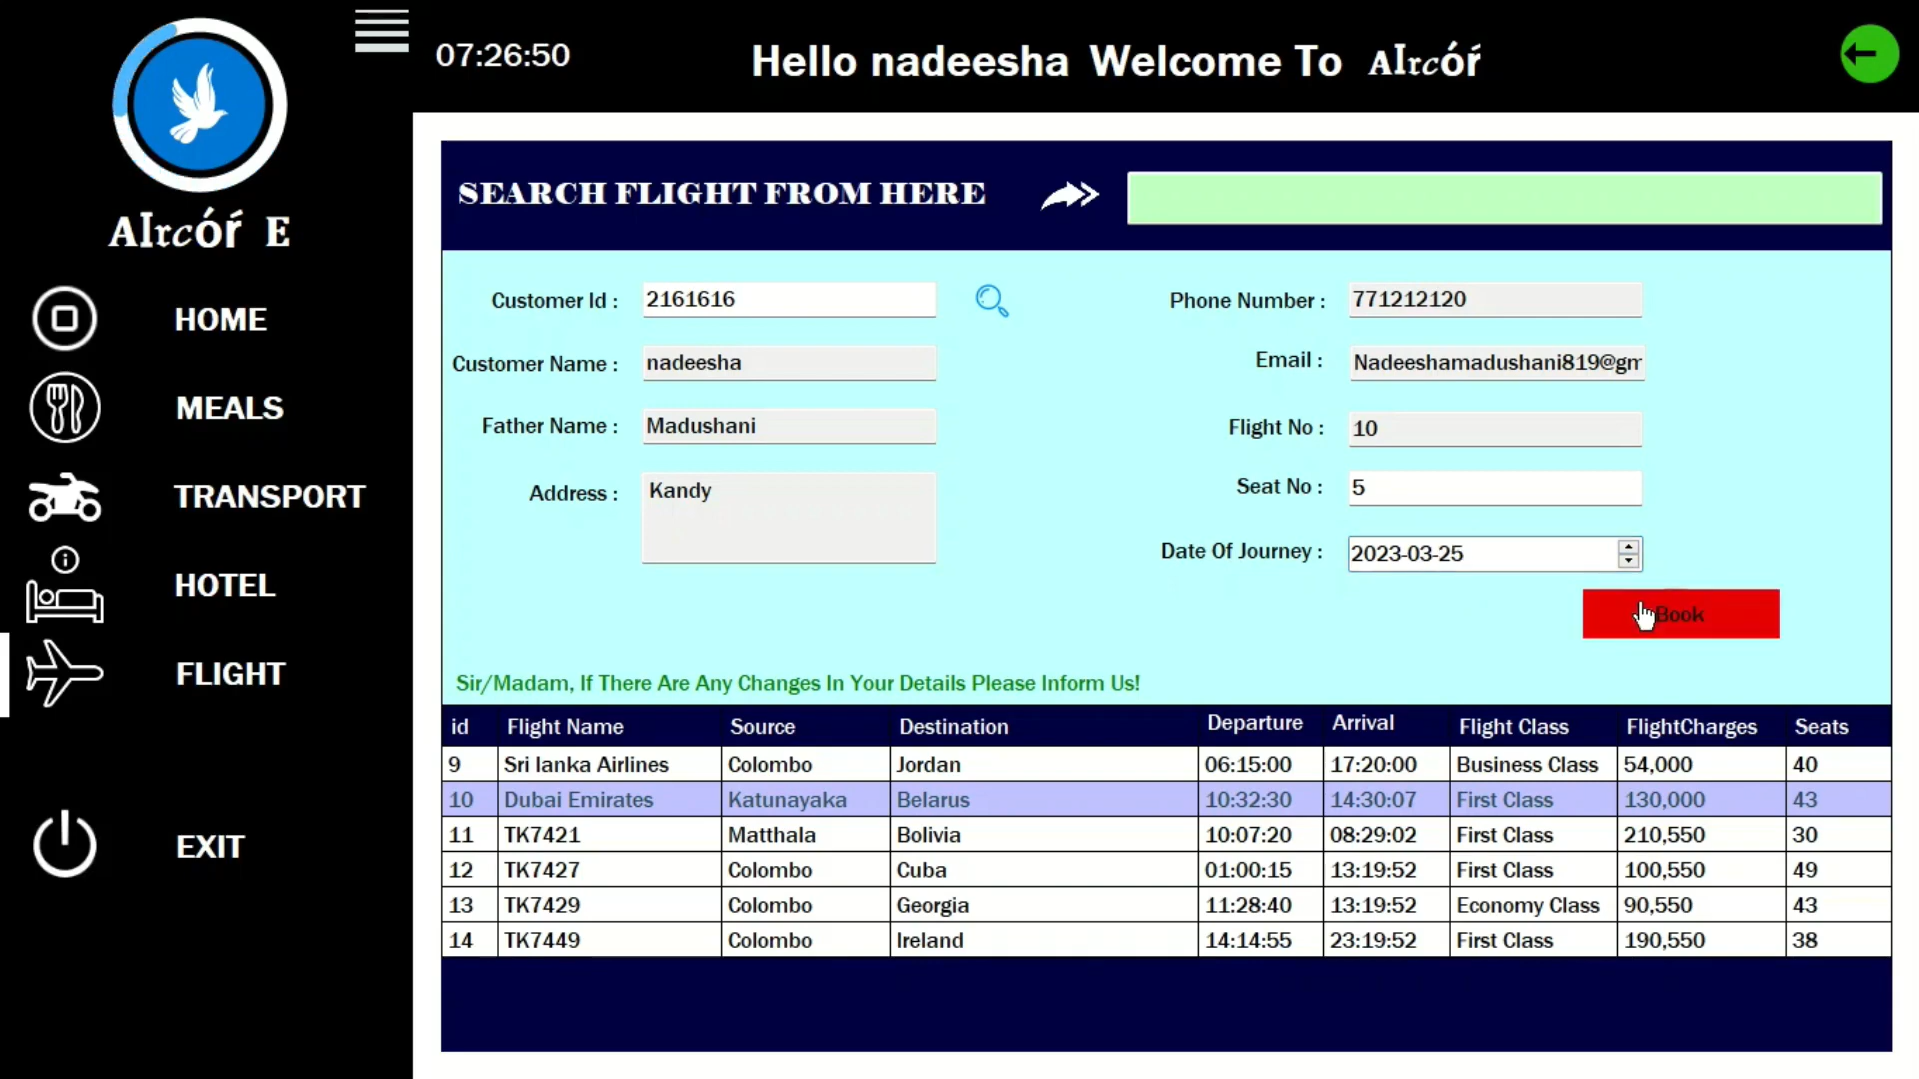 07:26:50
Hello nadeesha Welcome To AIrcóŕ
AIrcóŕ E
HOME
MEALS
TRANSPORT
HOTEL
FLIGHT
EXIT
SEARCH FLIGHT FROM HERE
Customer Id : 2161616
Phone Number : 771212120
Customer Name : nadeesha
Email : Nadeeshamadushani819@gm
Father Name : Madushani
Flight No : 10
Address : Kandy
Seat No : 5
Date Of Journey : 2023-03-25
Book
Sir/Madam, If There Are Any Changes In Your Details Please Inform Us!
id Flight Name Source Destination Departure Arrival Flight Class FlightCharges Seats
9 Sri lanka Airlines Colombo Jordan 06:15:00 17:20:00 Business Class 54,000 40
10 Dubai Emirates Katunayaka Belarus 10:32:30 14:30:07 First Class 130,000 43
11 TK7421 Matthala Bolivia 10:07:20 08:29:02 First Class 210,550 30
12 TK7427 Colombo Cuba 01:00:15 13:19:52 First Class 100,550 49
13 TK7429 Colombo Georgia 11:28:40 13:19:52 Economy Class 90,550 43
14 TK7449 Colombo Ireland 14:14:55 23:19:52 First Class 190,550 38